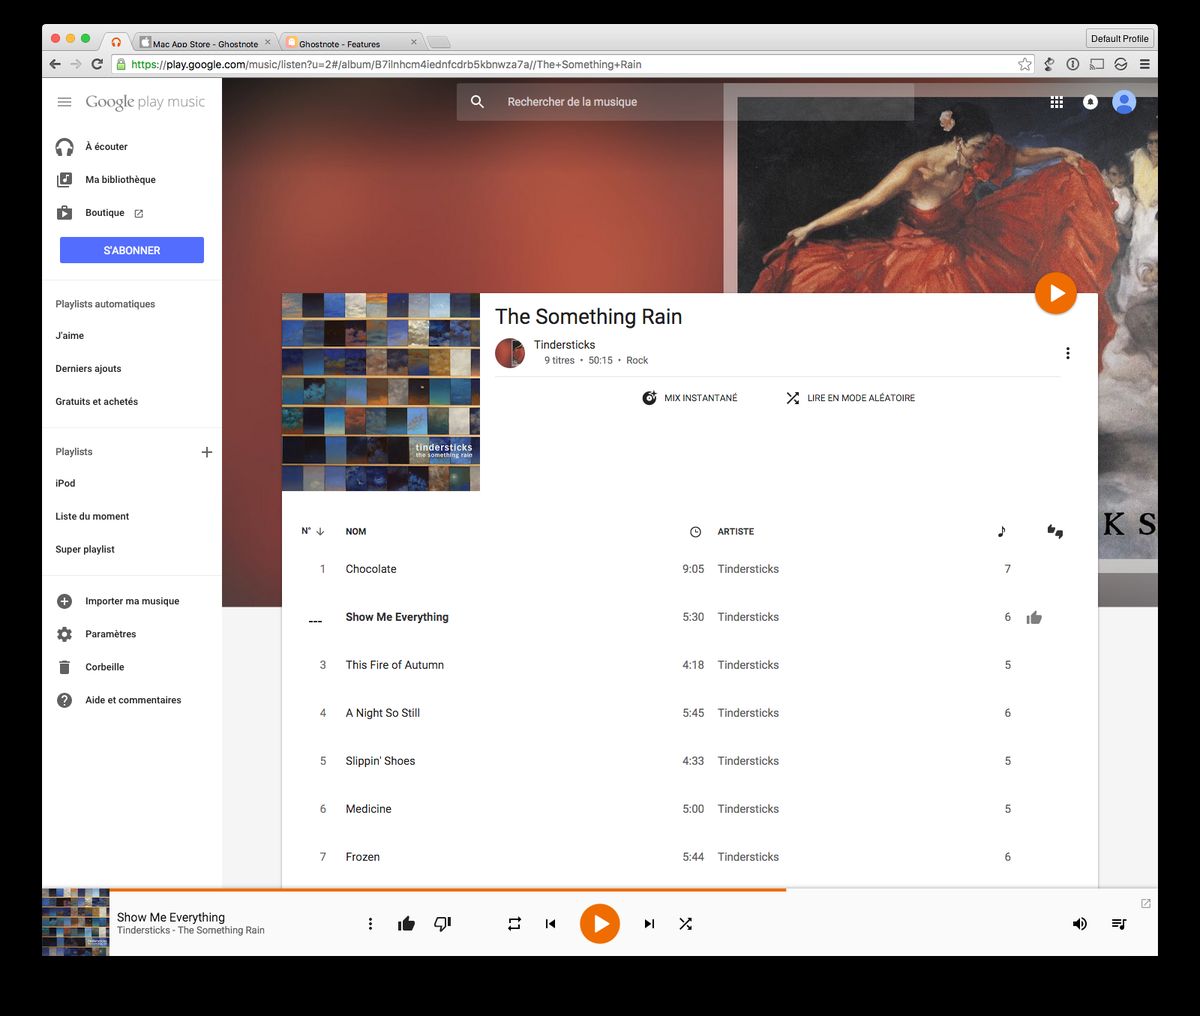 Mac App Store - Ghostnote
Ghostnote - Features
Default Profile
https://play.google.com/music/listen?u=2#/album/B7ilnhcm4iednfcdrb5kbnwza7a//The+Something+Rain
Google play music
Rechercher de la musique
À écouter
Ma bibliothèque
Boutique
S'ABONNER
Playlists automatiques
J'aime
Derniers ajouts
Gratuits et achetés
Playlists
iPod
Liste du moment
Super playlist
Importer ma musique
Paramètres
Corbeille
Aide et commentaires
tindersticks
the something rain
The Something Rain
Tindersticks
9 titres • 50:15 • Rock
MIX INSTANTANÉ LIRE EN MODE ALÉATOIRE
K S
N° NOM ARTISTE
1 Chocolate 9:05 Tindersticks 7
Show Me Everything 5:30 Tindersticks 6
3 This Fire of Autumn 4:18 Tindersticks 5
4 A Night So Still 5:45 Tindersticks 6
5 Slippin' Shoes 4:33 Tindersticks 5
6 Medicine 5:00 Tindersticks 5
7 Frozen 5:44 Tindersticks 6
Show Me Everything
Tindersticks - The Something Rain